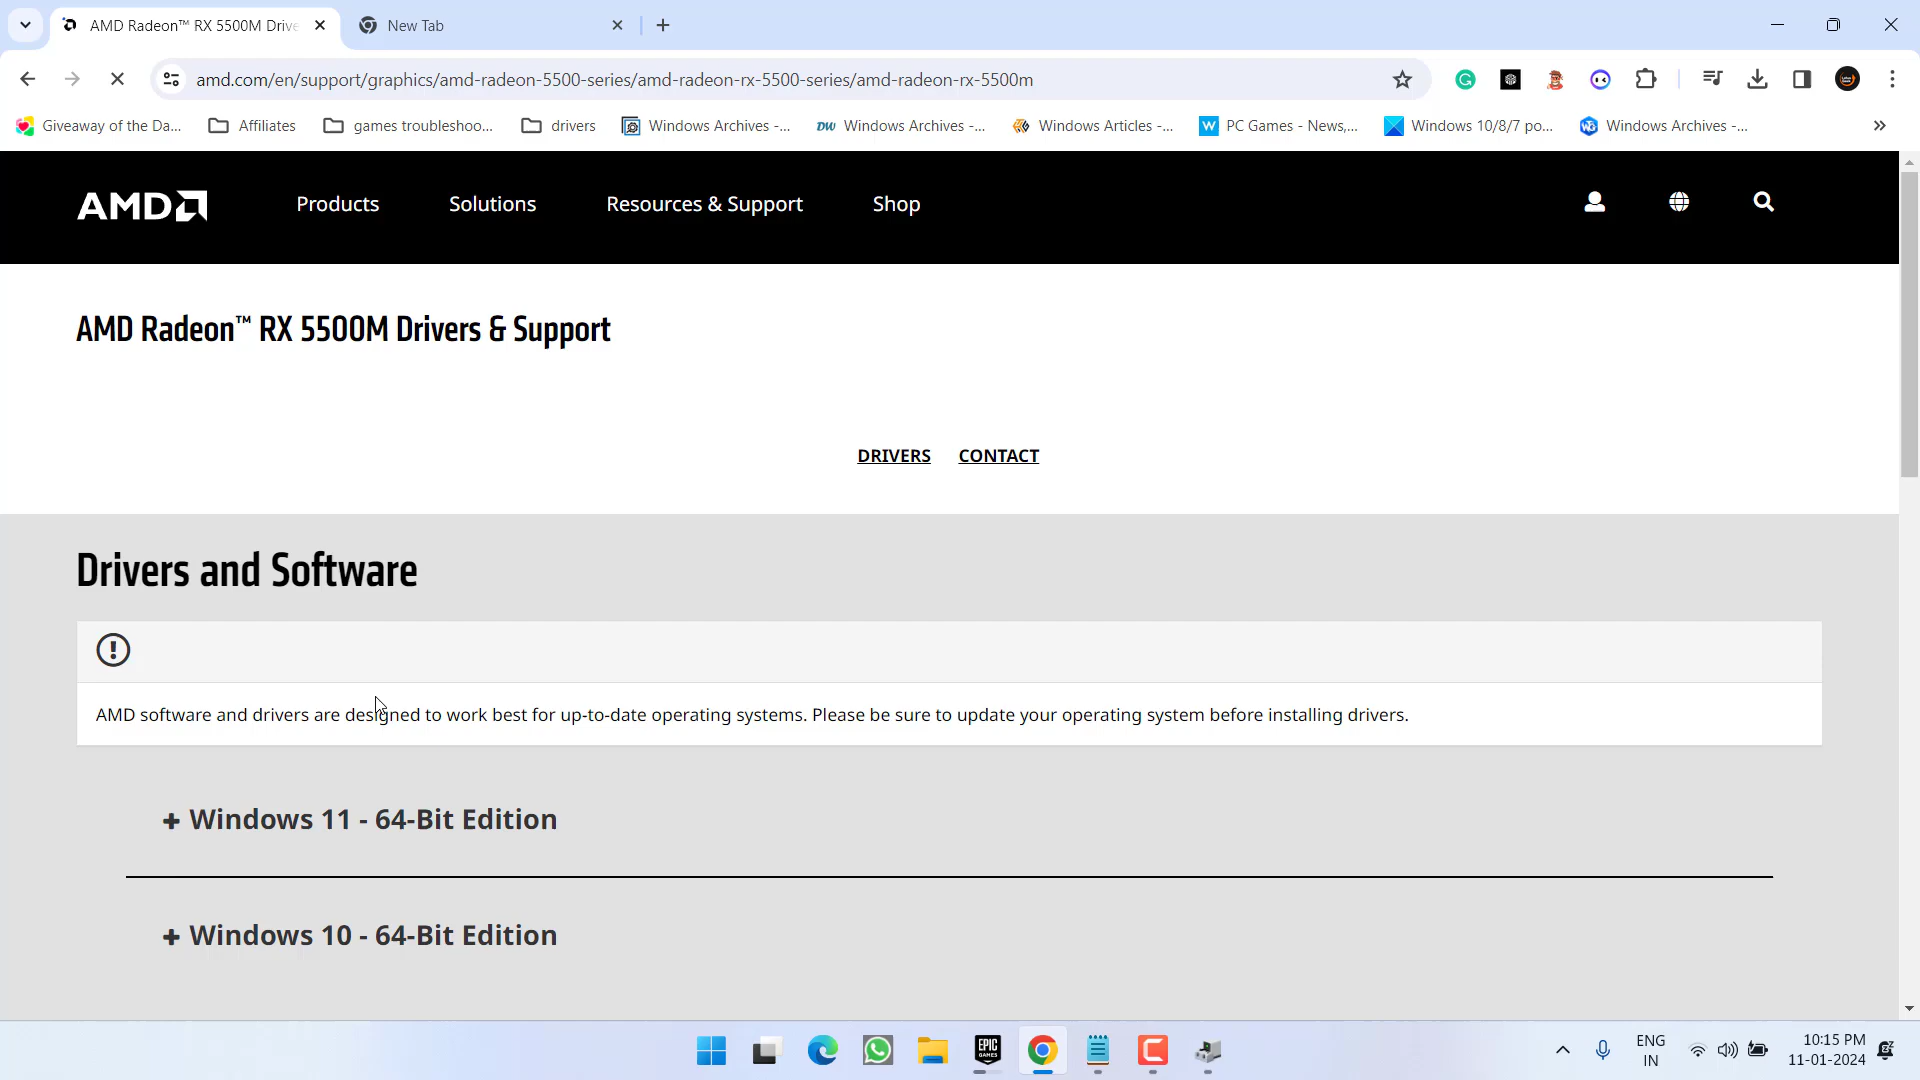 AMD Radeon™ RX 5500M Drive
New Tab
amd.com/en/support/graphics/amd-radeon-5500-series/amd-radeon-rx-5500-series/amd-radeon-rx-5500m
Giveaway of the Da...
Affiliates
games troubleshoo...
drivers
Windows Archives -...
DW
Windows Archives -...
Windows Articles -...
W
PC Games - News,...
Windows 10/8/7 po...
Windows Archives -...
AMD
Products
Solutions
Resources & Support
Shop
AMD Radeon™ RX 5500M Drivers & Support
DRIVERS
CONTACT
Drivers and Software
AMD software and drivers are designed to work best for up-to-date operating systems. Please be sure to update your operating system before installing drivers.
+ Windows 11 - 64-Bit Edition
+ Windows 10 - 64-Bit Edition
EPIC
GAMES
ENG
IN
10:15 PM
11-01-2024